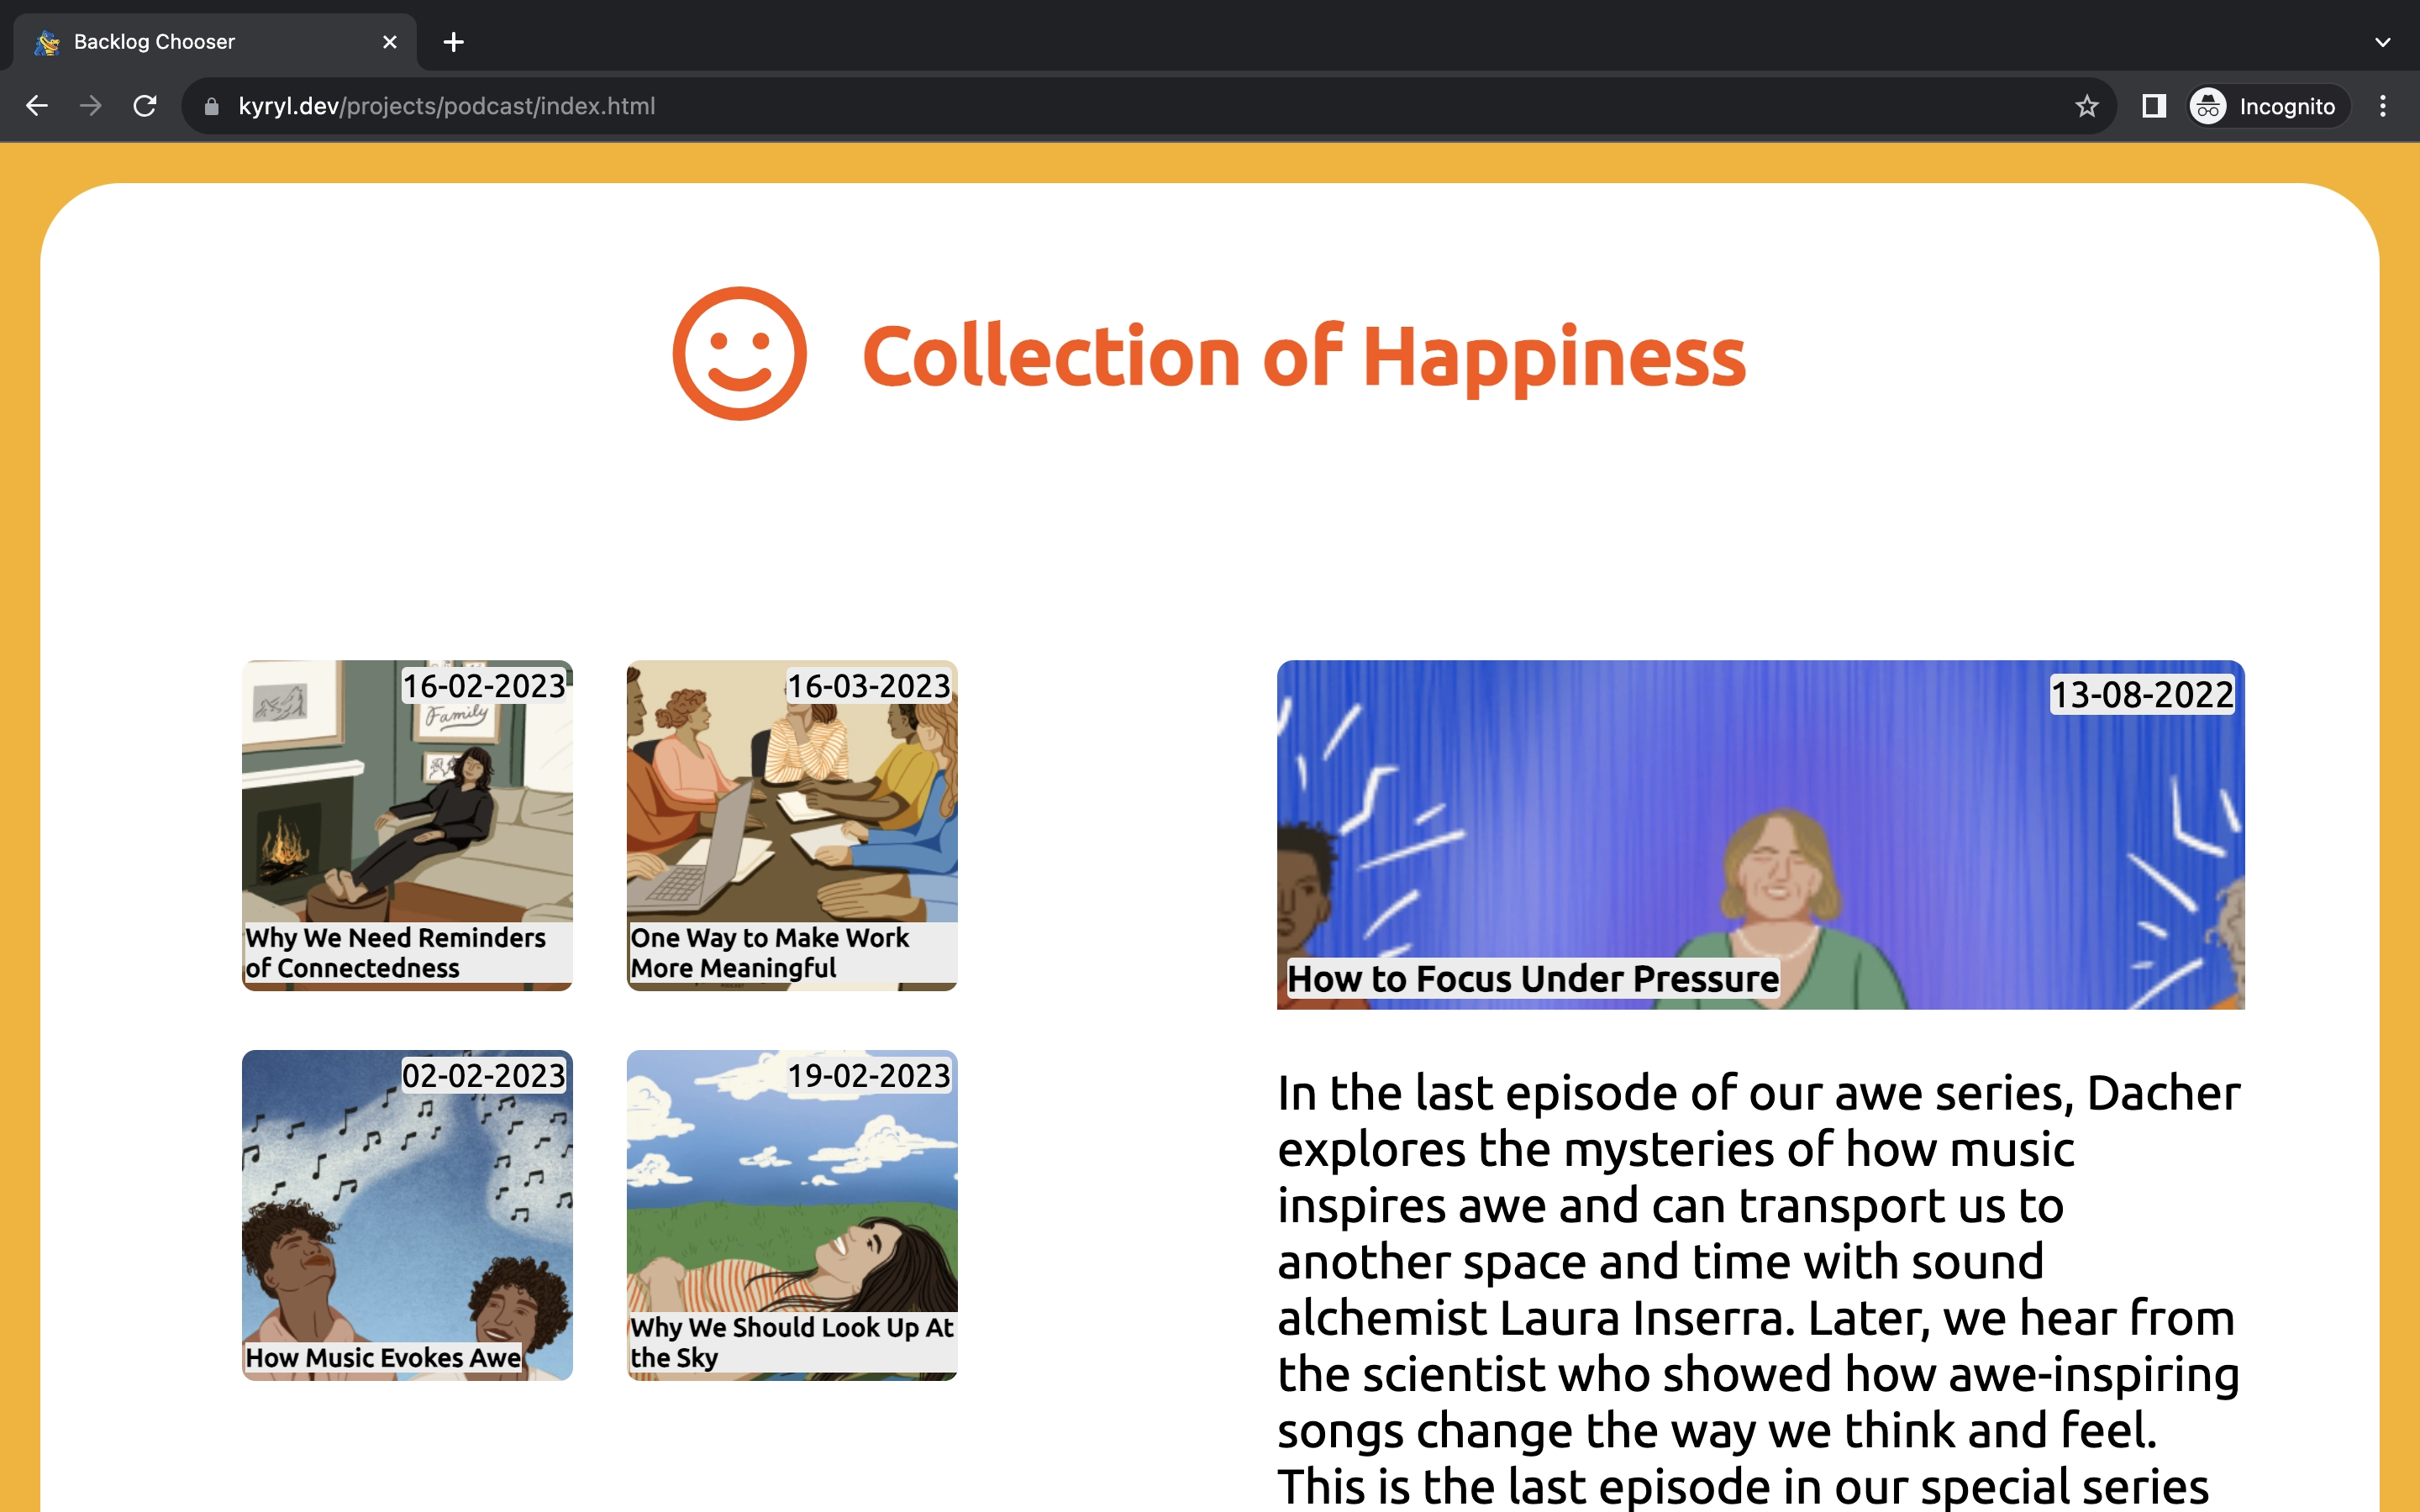 Backlog Chooser
kyryl.dev/projects/podcast/index.html
Incognito
Collection of Happiness
16-02-2023
Family
Why We Need Reminders
of Connectedness
16-03-2023
One Way to Make Work
More Meaningful
02-02-2023
How Music Evokes Awe
19-02-2023
Why We Should Look Up At
the Sky
13-08-2022
How to Focus Under Pressure
In the last episode of our awe series, Dacher
explores the mysteries of how music
inspires awe and can transport us to
another space and time with sound
alchemist Laura Inserra. Later, we hear from
the scientist who showed how awe-inspiring
songs change the way we think and feel.
This is the last episode in our special series